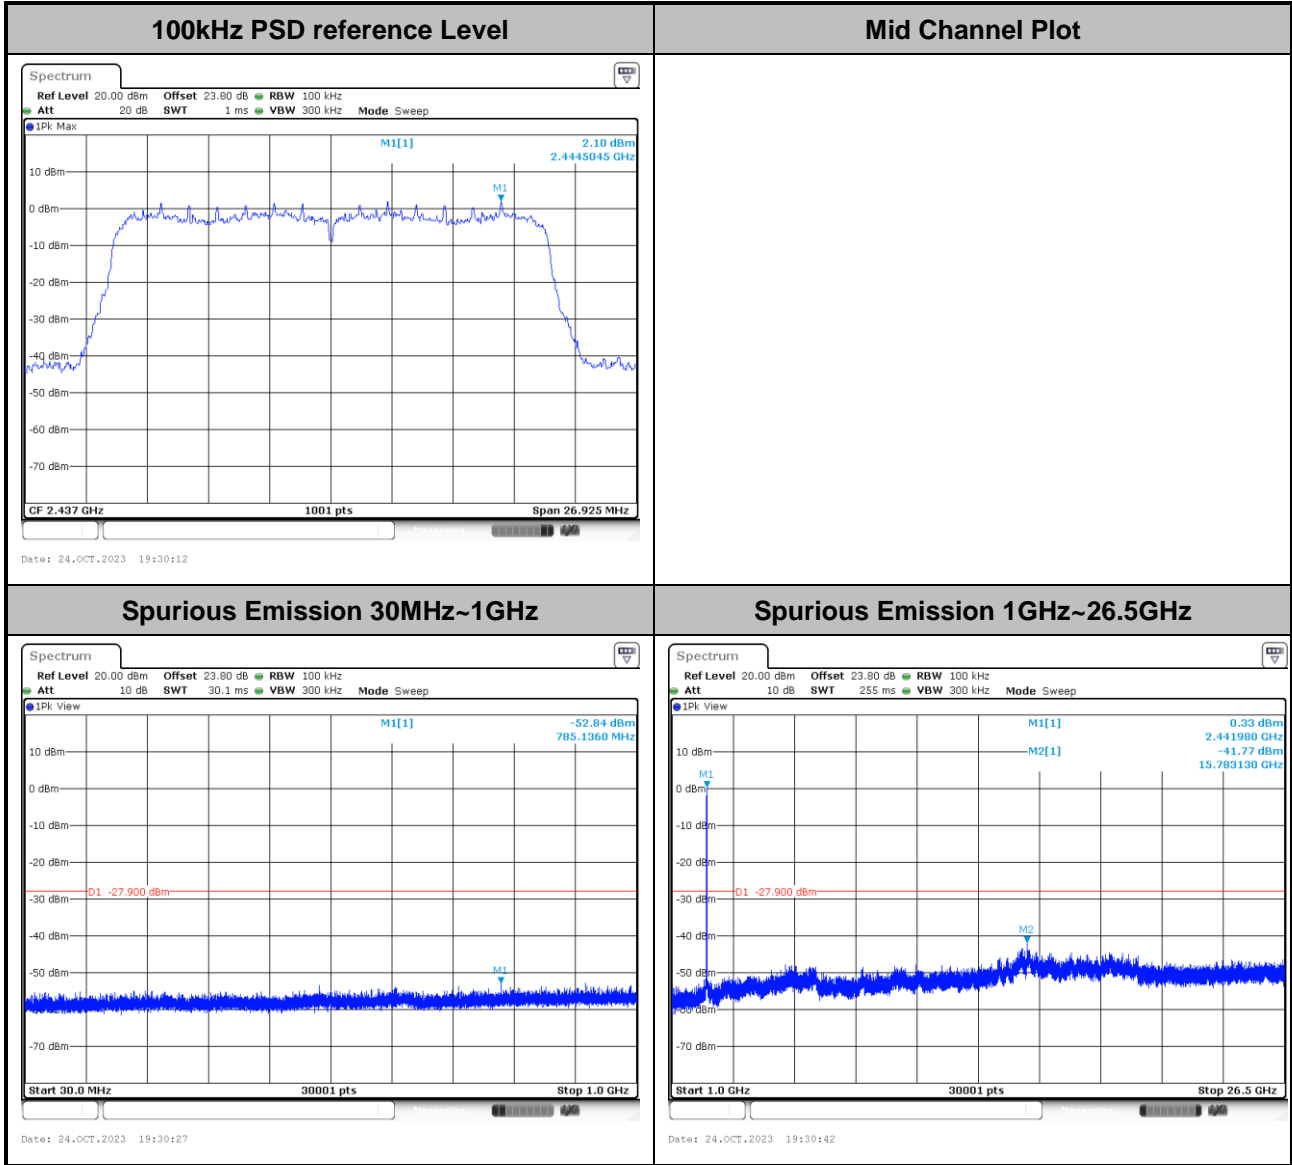 100kHz PSD reference Level
Mid Channel Plot
Spectrum
Ref Level 20.00 dBm Offset 23.80 dB RBW 100 kHz
Att 20 dB SWT 1 ms VBW 300 kHz Mode Sweep
1Pk Max
M1[1] 2.10 dBm
2.4445045 GHz
10 dBm
M1
0 dBm
-10 dBm
-20 dBm
-30 dBm
-40 dBm
-50 dBm
-60 dBm
-70 dBm
CF 2.437 GHz 1001 pts Span 26.925 MHz
Date: 24.OCT.2023 19:30:12
Spurious Emission 30MHz~1GHz
Spurious Emission 1GHz~26.5GHz
Spectrum
Ref Level 20.00 dBm Offset 23.80 dB RBW 100 kHz
Att 10 dB SWT 30.1 ms VBW 300 kHz Mode Sweep
1Pk View
M1[1] -52.84 dBm
785.1360 MHz
10 dBm
0 dBm
-10 dBm
-20 dBm
D1 -27.900 dBm
-30 dBm
-40 dBm
-50 dBm
M1
-70 dBm
Start 30.0 MHz 30001 pts Stop 1.0 GHz
Date: 24.OCT.2023 19:30:27
Spectrum
Ref Level 20.00 dBm Offset 23.80 dB RBW 100 kHz
Att 10 dB SWT 255 ms VBW 300 kHz Mode Sweep
1Pk View
M1[1] 0.33 dBm
2.441980 GHz
10 dBm
M2[1] -41.77 dBm
15.783130 GHz
M1
0 dBm
-10 dBm
-20 dBm
D1 -27.900 dBm
-30 dBm
M2
-40 dBm
-50 dBm
-60 dBm
-70 dBm
Start 1.0 GHz 30001 pts Stop 26.5 GHz
Date: 24.OCT.2023 19:30:42